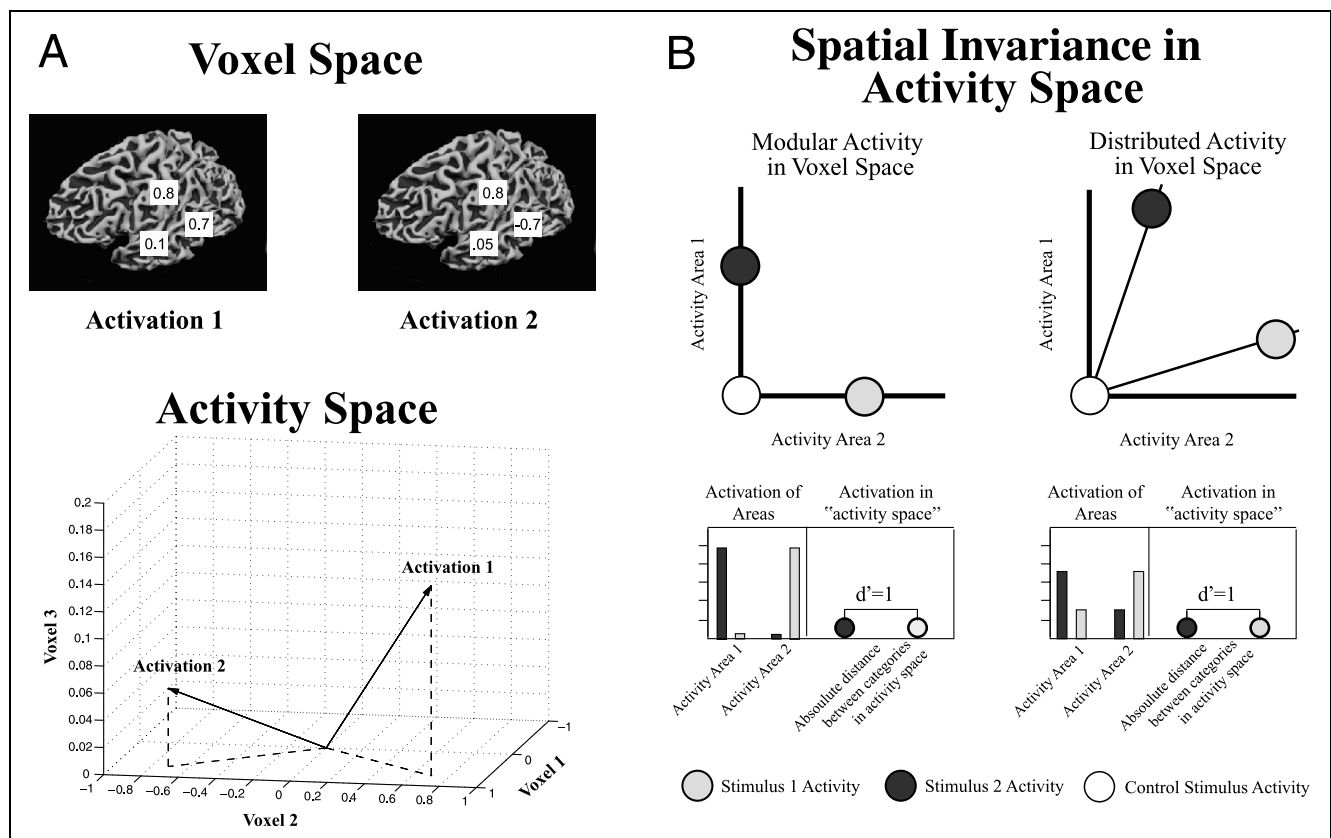 A
Voxel Space
0.8
0.7
0.1
0.8
-0.7
.05
Activation 1
Activation 2
Activity Space
0.2
0.18
0.16
0.14
0.12
0.1
0.08
0.06
0.04
0.02
0
Voxel 3
Activation 1
Activation 2
−1
−0.8
−0.6
−0.4
−0.2
0
0.2
0.4
0.6
0.8
1
Voxel 2
1
0
−1
Voxel 1
B
Spatial Invariance in
Activity Space
Modular Activity
in Voxel Space
Activity Area 1
Activity Area 2
Distributed Activity
in Voxel Space
Activity Area 1
Activity Area 2
Activation of
Areas
Activation in
"activity space"
d'=1
Activity Area 1
Activity Area 2
Absolute distance
between categories
in activity space
Activation of
Areas
Activation in
"activity space"
d'=1
Activity Area 1
Activity Area 2
Absolute distance
between categories
in activity space
Stimulus 1 Activity
Stimulus 2 Activity
Control Stimulus Activity